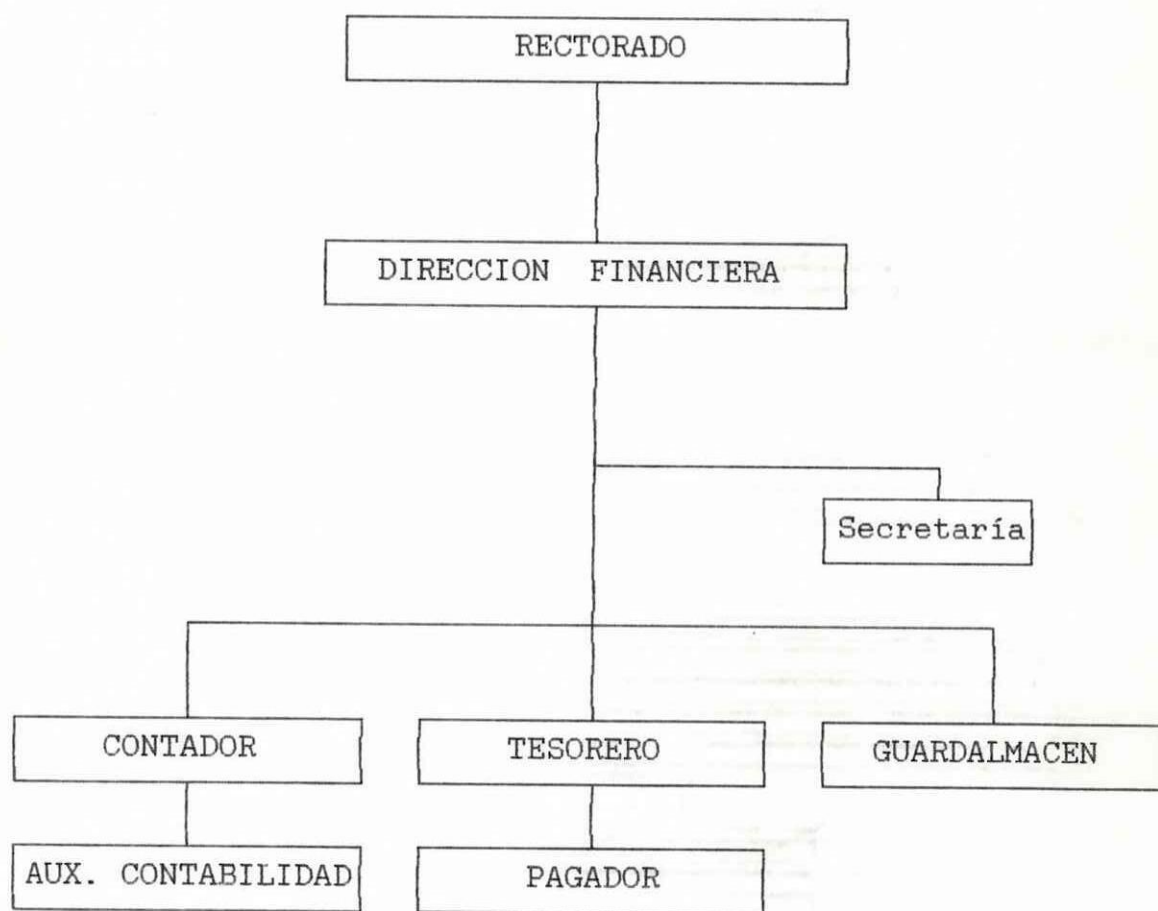 RECTORADO
DIRECCION FINANCIERA
Secretaría
CONTADOR
TESORERO
GUARDALMACEN
AUX. CONTABILIDAD
PAGADOR